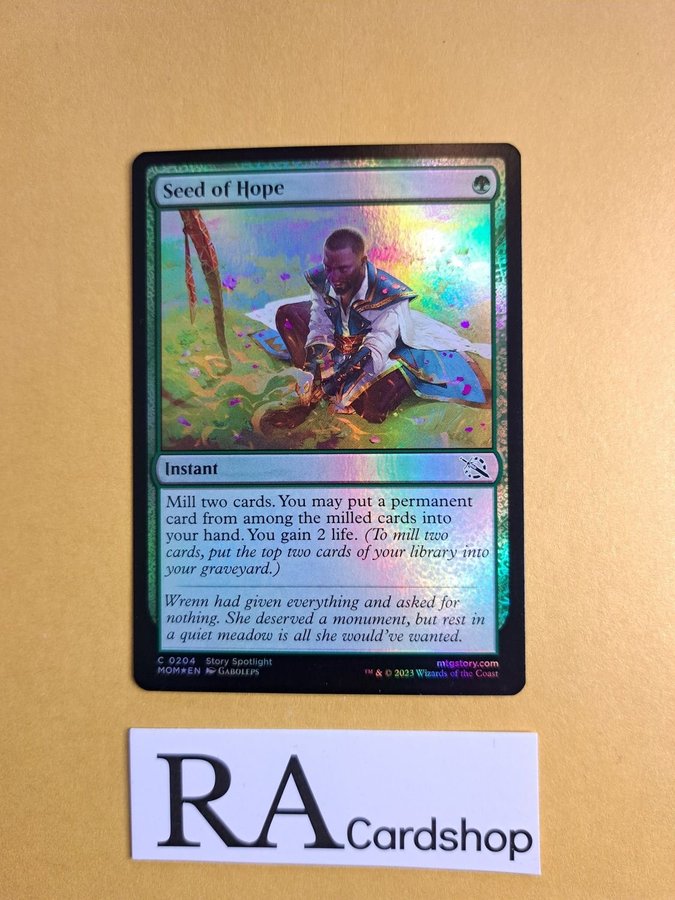 Seed of Hope
Instant
Mill two cards. You may put a permanent
card from among the milled cards into
your hand. You gain 2 life. (To mill two
cards, put the top two cards of your library into
your graveyard.)
Wrenn had given everything and asked for
nothing. She deserved a monument, but rest in
a quiet meadow is all she would've wanted.
C 0204 Story Spotlight mtgstory.com
MOM★EN Gaboleps ™ & © 2023 Wizards of the Coast
RA Cardshop